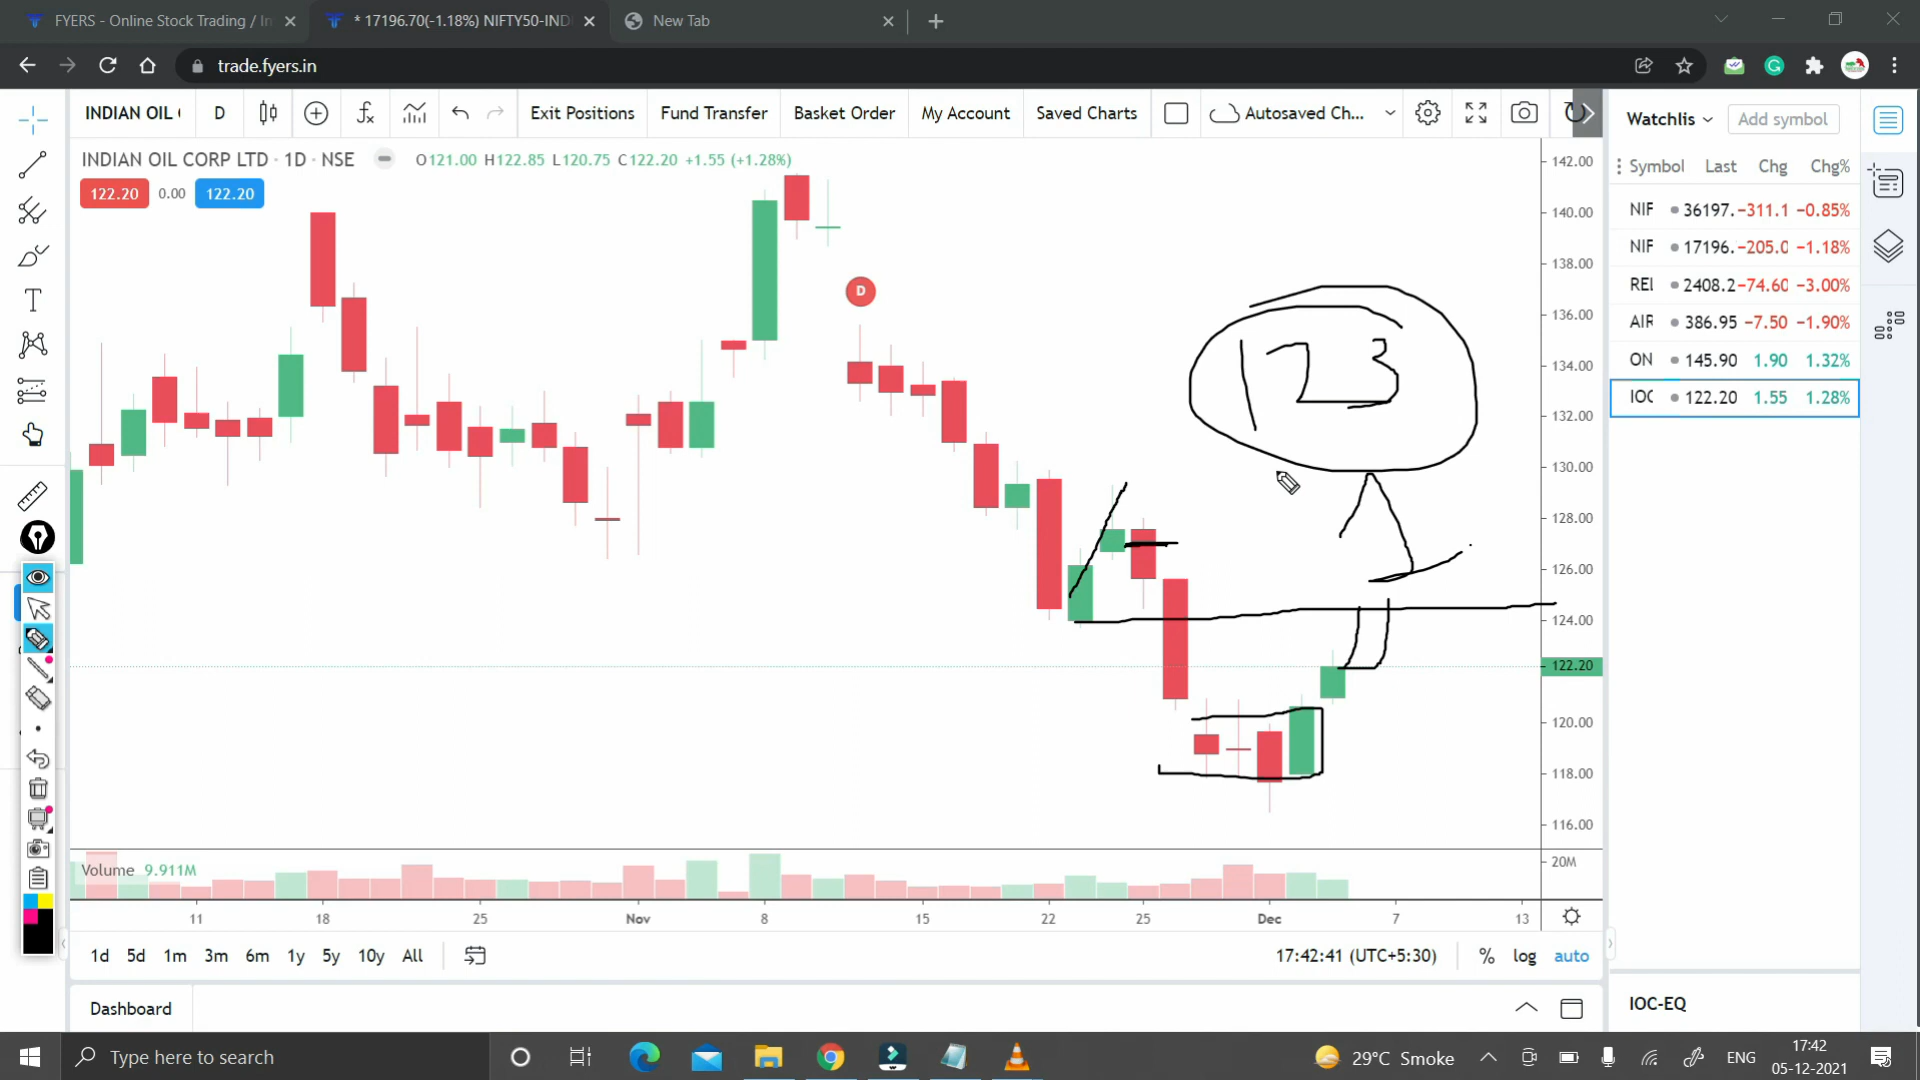 FYERS - Online Stock Trading / In
* 17196.70(-1.18%) NIFTY50-IND
New Tab
trade.fyers.in
INDIAN OIL
D
Exit Positions
Fund Transfer
Basket Order
My Account
Saved Charts
Autosaved Ch...
Watchlis
Add symbol
INDIAN OIL CORP LTD · 1D · NSE
O121.00 H122.85 L120.75 C122.20 +1.55 (+1.28%)
122.20 0.00 122.20
Symbol Last Chg Chg%
NIF 36197. -311.1 -0.85%
NIF 17196. -205.0 -1.18%
REI 2408.2 -74.60 -3.00%
AIR 386.95 -7.50 -1.90%
ON 145.90 1.90 1.32%
IOC 122.20 1.55 1.28%
D
123
142.00
140.00
138.00
136.00
134.00
132.00
130.00
128.00
126.00
124.00
122.20
120.00
118.00
116.00
Volume 9.911M
20M
11 18 25 Nov 8 15 22 25 Dec 7 13
1d 5d 1m 3m 6m 1y 5y 10y All
17:42:41 (UTC+5:30) % log auto
Dashboard
IOC-EQ
Type here to search
29°C Smoke
ENG
17:42
05-12-2021